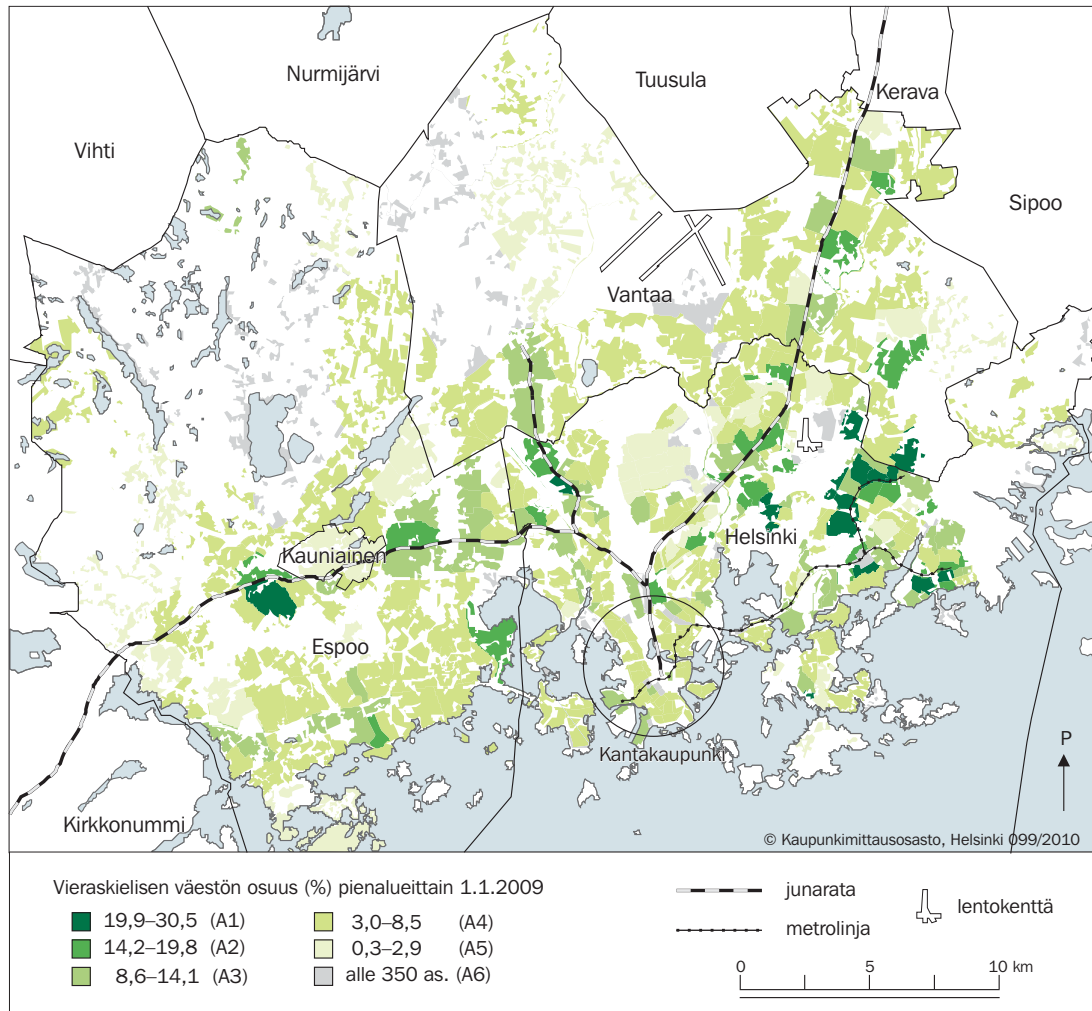 Nurmijärvi
Tuusula
Kerava
Vihti
Sipoo
Vantaa
Helsinki
Kauniainen
Espoo
Kantakaupunki
P
Kirkkonummi
© Kaupunkimittausosasto, Helsinki 099/2010
Vieraskielisen väestön osuus (%) pienalueittain 1.1.2009
19,9–30,5 (A1)
14,2–19,8 (A2)
8,6–14,1 (A3)
3,0–8,5 (A4)
0,3–2,9 (A5)
alle 350 as. (A6)
junarata
metrolinja
lentokenttä
0 5 10 km